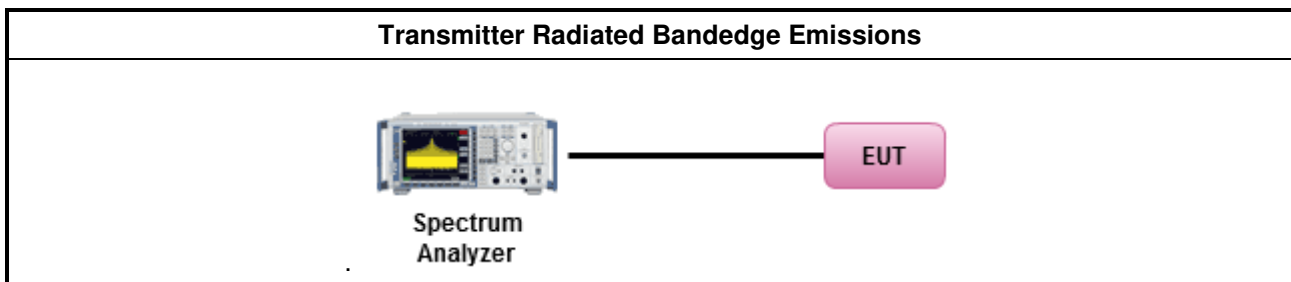 Transmitter Radiated Bandedge Emissions
EUT
Spectrum
Analyzer
.